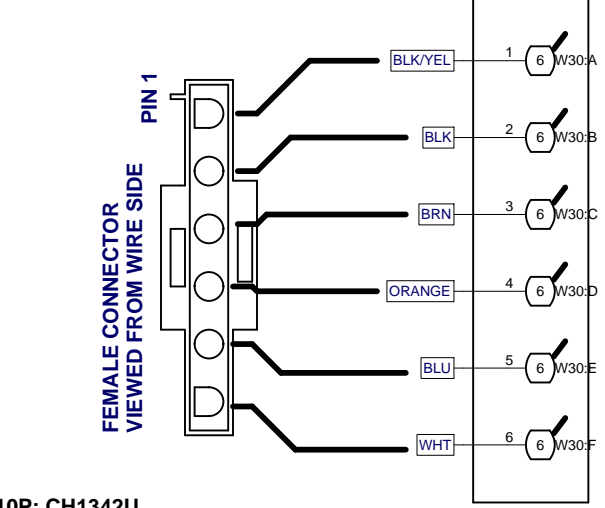 PIN 1
FEMALE CONNECTOR
VIEWED FROM WIRE SIDE
BLK/YEL 1 6 W30:A
BLK 2 6 W30:B
BRN 3 6 W30:C
ORANGE 4 6 W30:D
BLU 5 6 W30:E
WHT 6 6 W30:F
10P: CH1342U